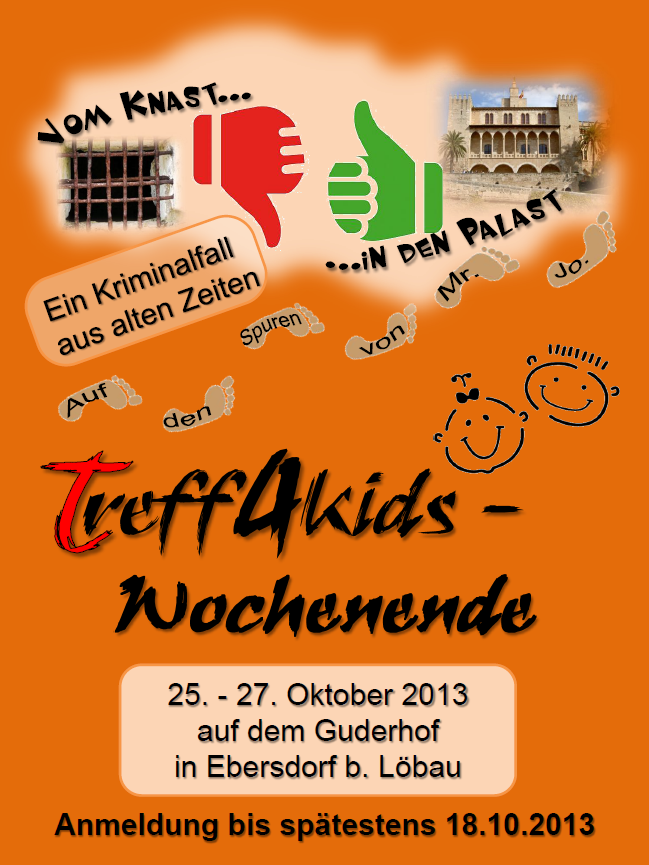 Vom Knast...
...in den Palast
Ein Kriminalfall
aus alten Zeiten
Auf den Spuren von Mr. Jo.
Treff4kids -
Wochenende
25. - 27. Oktober 2013
auf dem Guderhof
in Ebersdorf b. Löbau
Anmeldung bis spätestens 18.10.2013